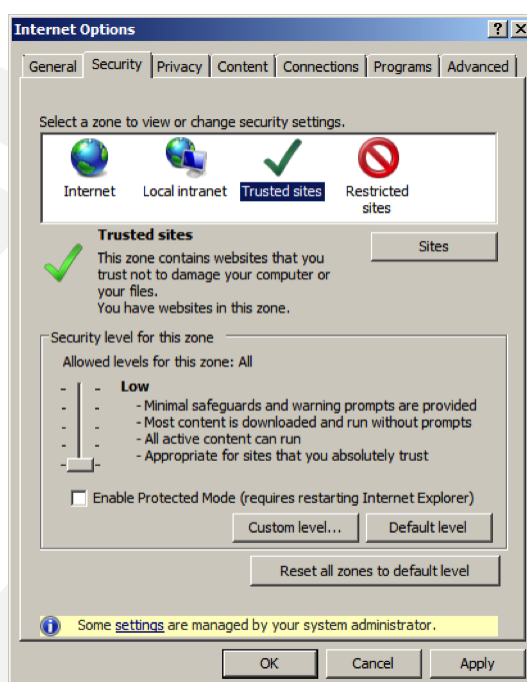 Internet Options
General Security Privacy Content Connections Programs Advanced
Select a zone to view or change security settings.
Internet Local intranet Trusted sites Restricted
sites
Trusted sites
Sites
This zone contains websites that you
trust not to damage your computer or
your files.
You have websites in this zone.
Security level for this zone
Allowed levels for this zone: All
Low
- Minimal safeguards and warning prompts are provided
- Most content is downloaded and run without prompts
- All active content can run
- Appropriate for sites that you absolutely trust
Enable Protected Mode (requires restarting Internet Explorer)
Custom level... Default level
Reset all zones to default level
Some settings are managed by your system administrator.
OK Cancel Apply